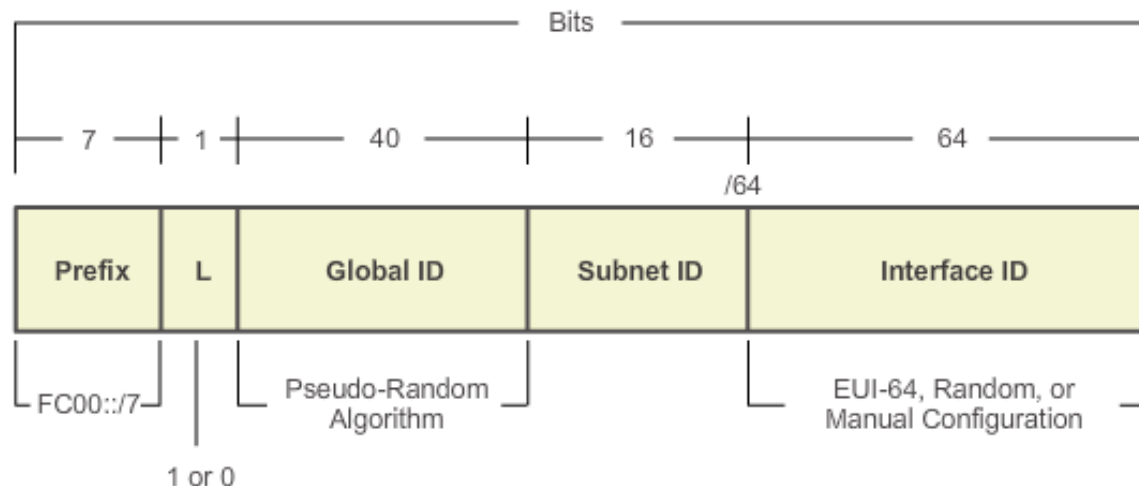 Bits
7 1 40 16 64
/64
Prefix L Global ID Subnet ID Interface ID
FC00::/7
Pseudo-Random
Algorithm
EUI-64, Random, or
Manual Configuration
1 or 0